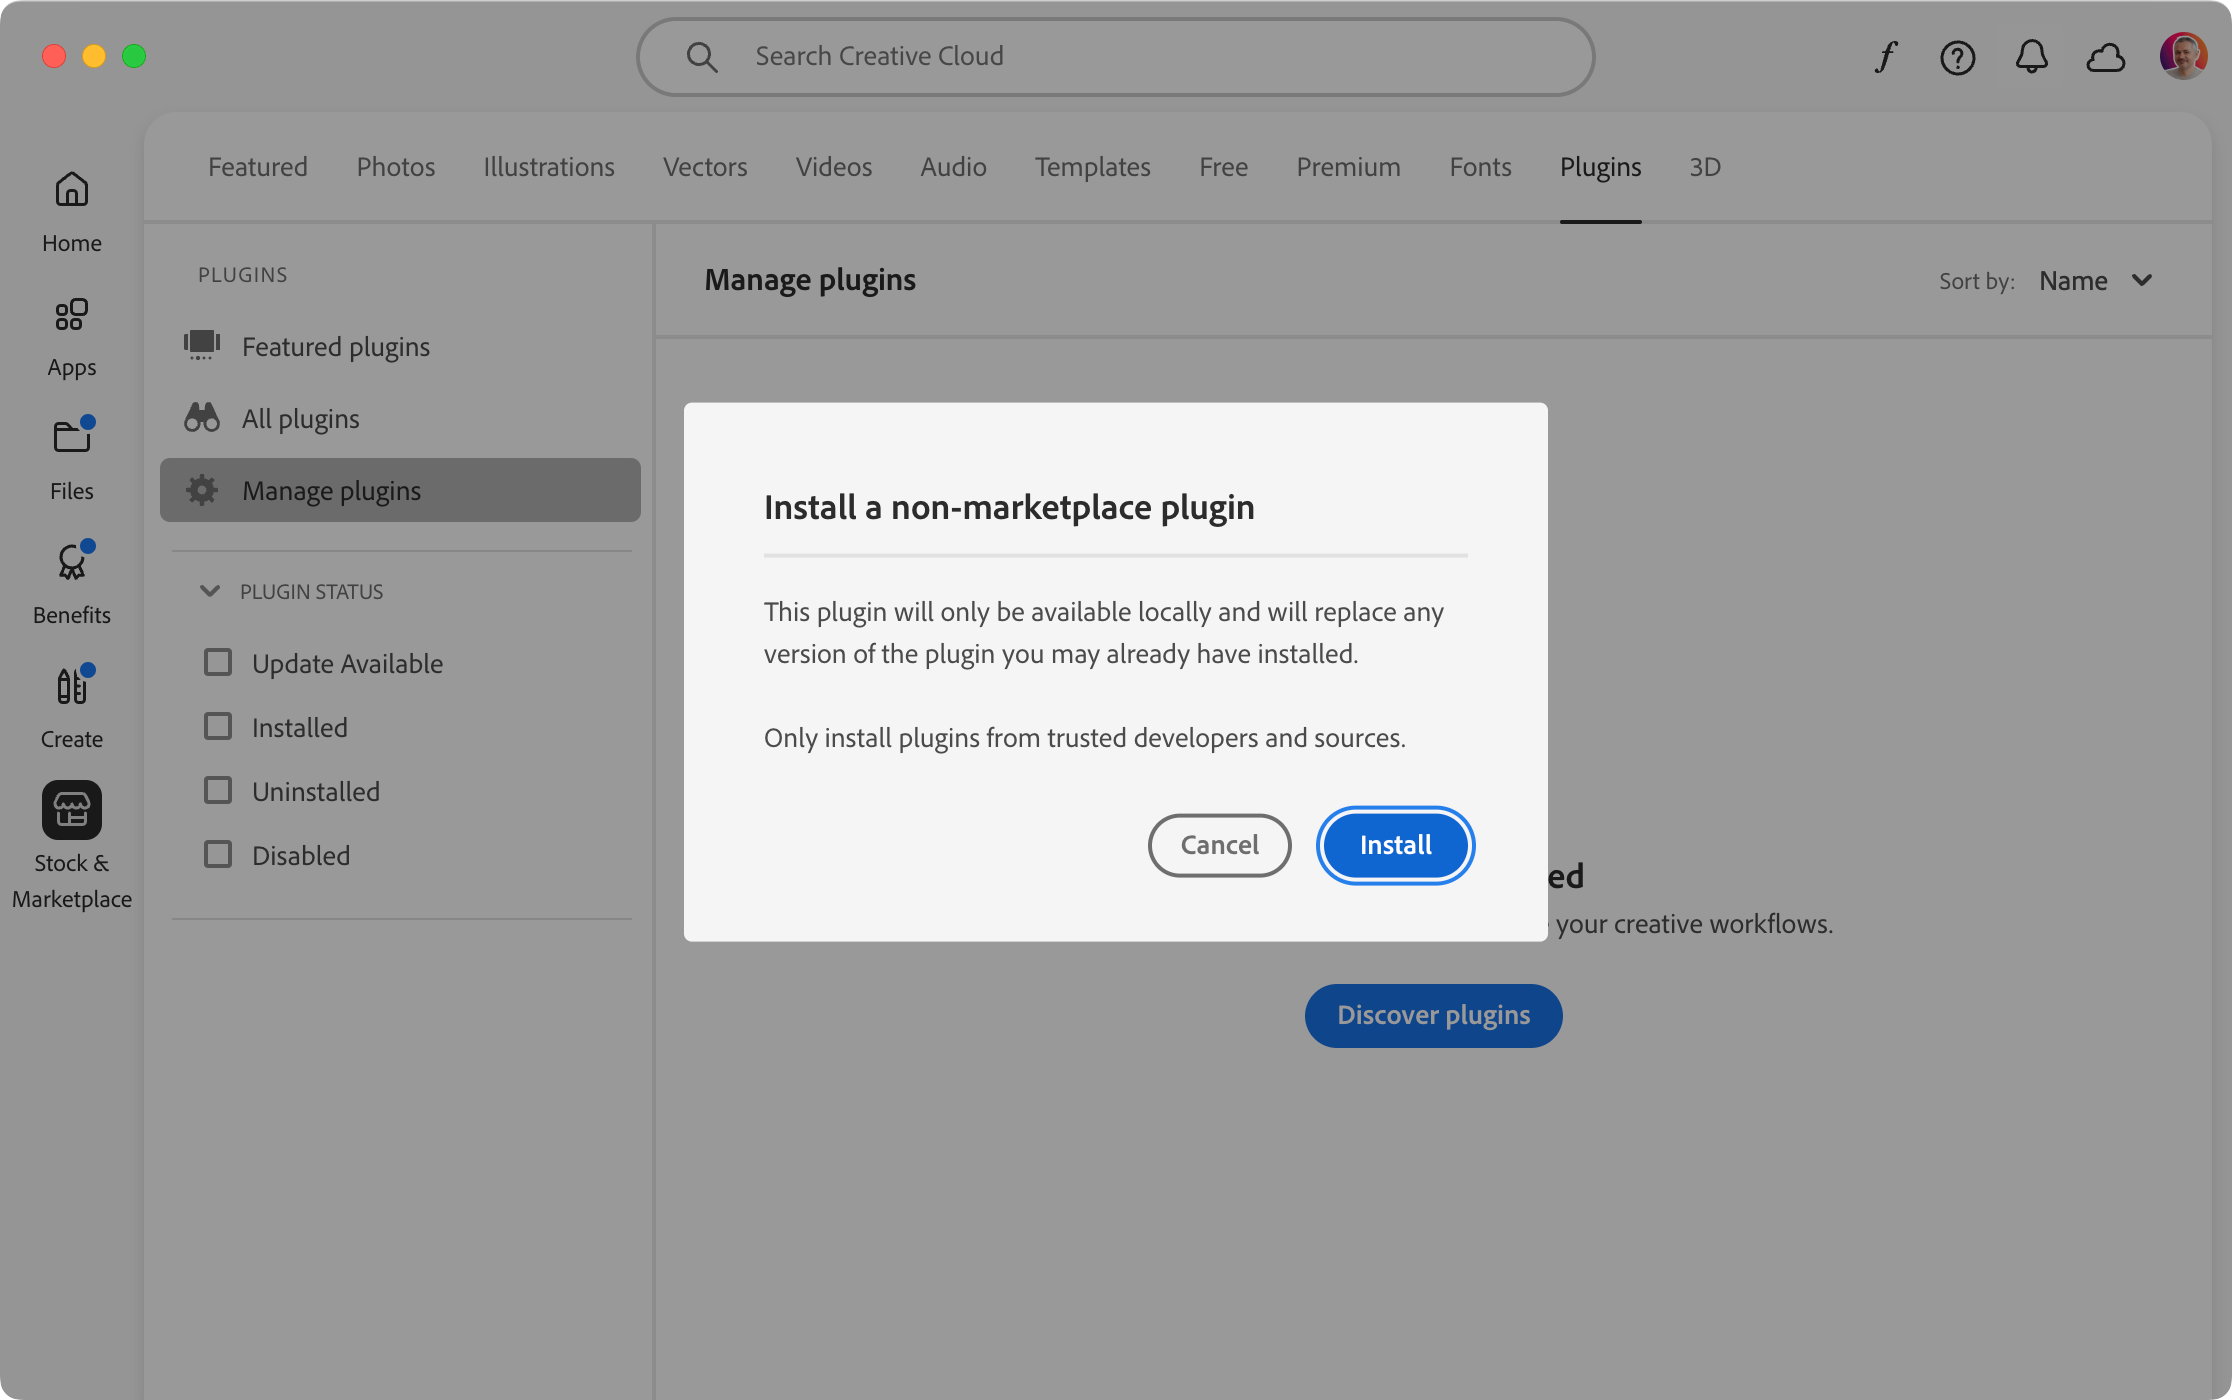 Search Creative Cloud
Featured Photos Illustrations Vectors Videos Audio Templates Free Premium Fonts Plugins 3D
Home
Apps
Files
Benefits
Create
Stock &
Marketplace
PLUGINS
Featured plugins
All plugins
Manage plugins
PLUGIN STATUS
Update Available
Installed
Uninstalled
Disabled
Manage plugins
Sort by: Name
Install a non-marketplace plugin
This plugin will only be available locally and will replace any
version of the plugin you may already have installed.
Only install plugins from trusted developers and sources.
Cancel Install
ed
your creative workflows.
Discover plugins